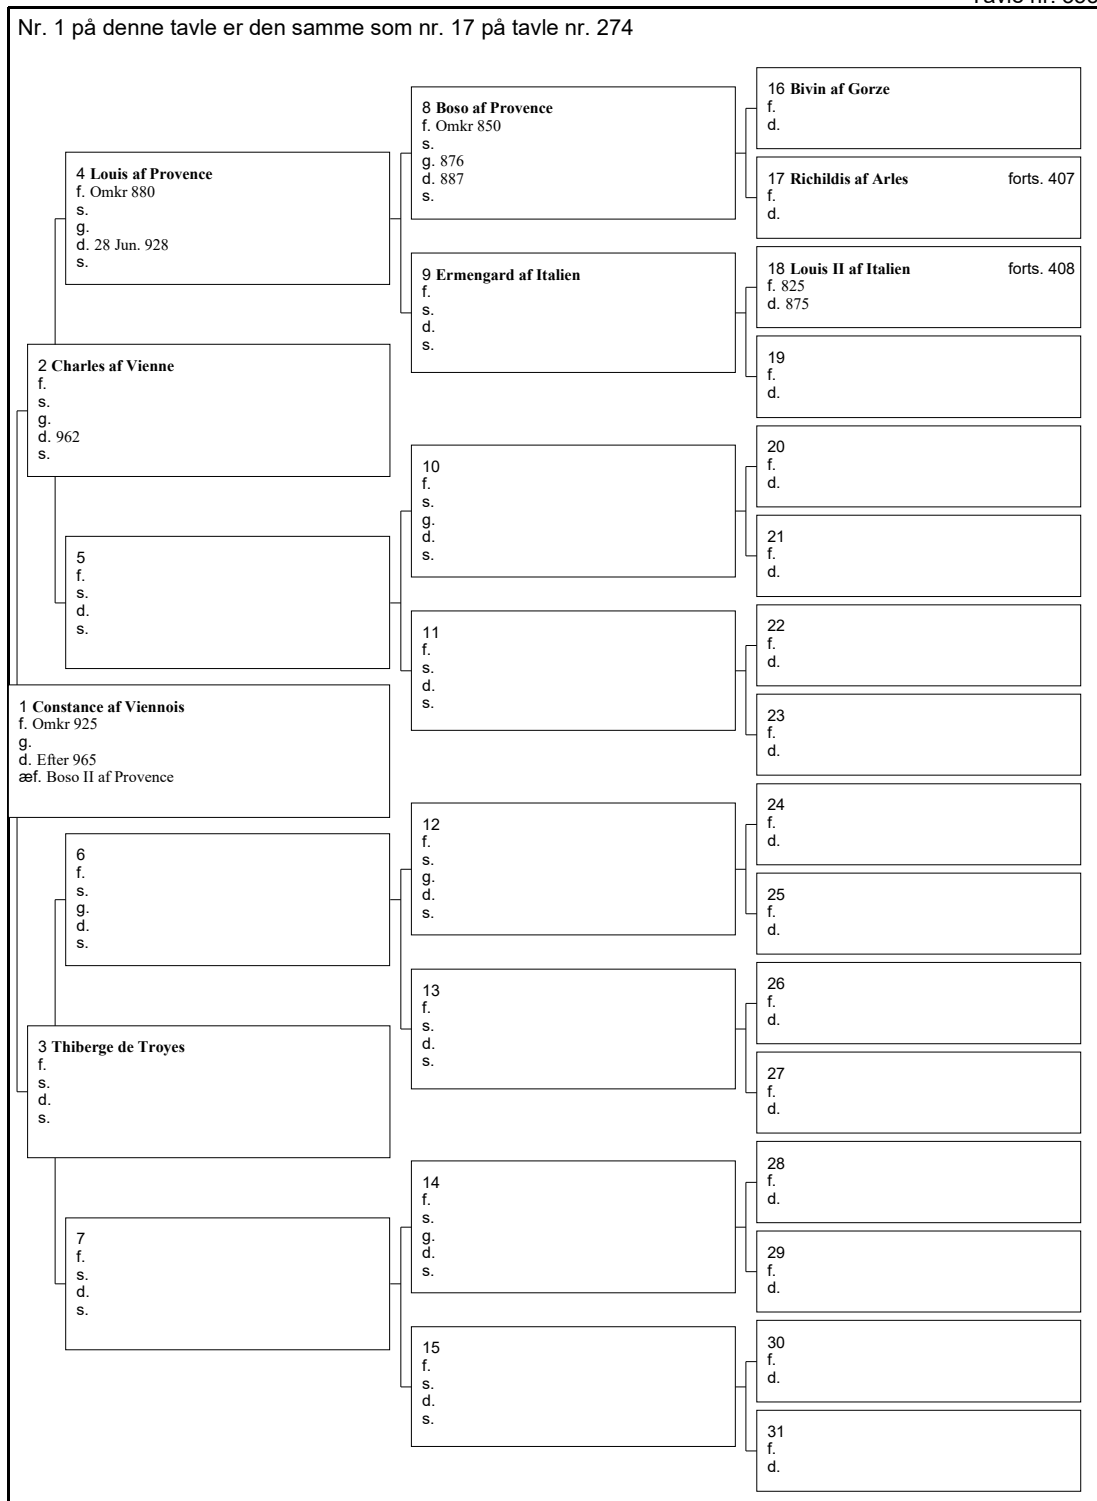 Nr. 1 på denne tavle er den samme som nr. 17 på tavle nr. 274
16 Bivin af Gorze
f.
d.
8 Boso af Provence
f. Omkr 850
s.
g. 876
d. 887
s.
4 Louis af Provence
f. Omkr 880
s.
g.
d. 28 Jun. 928
s.
17 Richildis af Arles forts. 407
f.
d.
9 Ermengard af Italien
f.
s.
d.
s.
18 Louis II af Italien forts. 408
f. 825
d. 875
2 Charles af Vienne
f.
s.
g.
d. 962
s.
19
f.
d.
10
f.
s.
g.
d.
s.
20
f.
d.
5
f.
s.
d.
s.
21
f.
d.
11
f.
s.
d.
s.
22
f.
d.
1 Constance af Viennois
f. Omkr 925
g.
d. Efter 965
æf. Boso II af Provence
23
f.
d.
12
f.
s.
g.
d.
s.
24
f.
d.
6
f.
s.
g.
d.
s.
25
f.
d.
13
f.
s.
d.
s.
26
f.
d.
3 Thiberge de Troyes
f.
s.
d.
s.
27
f.
d.
14
f.
s.
g.
d.
s.
28
f.
d.
7
f.
s.
d.
s.
29
f.
d.
15
f.
s.
d.
s.
30
f.
d.
31
f.
d.